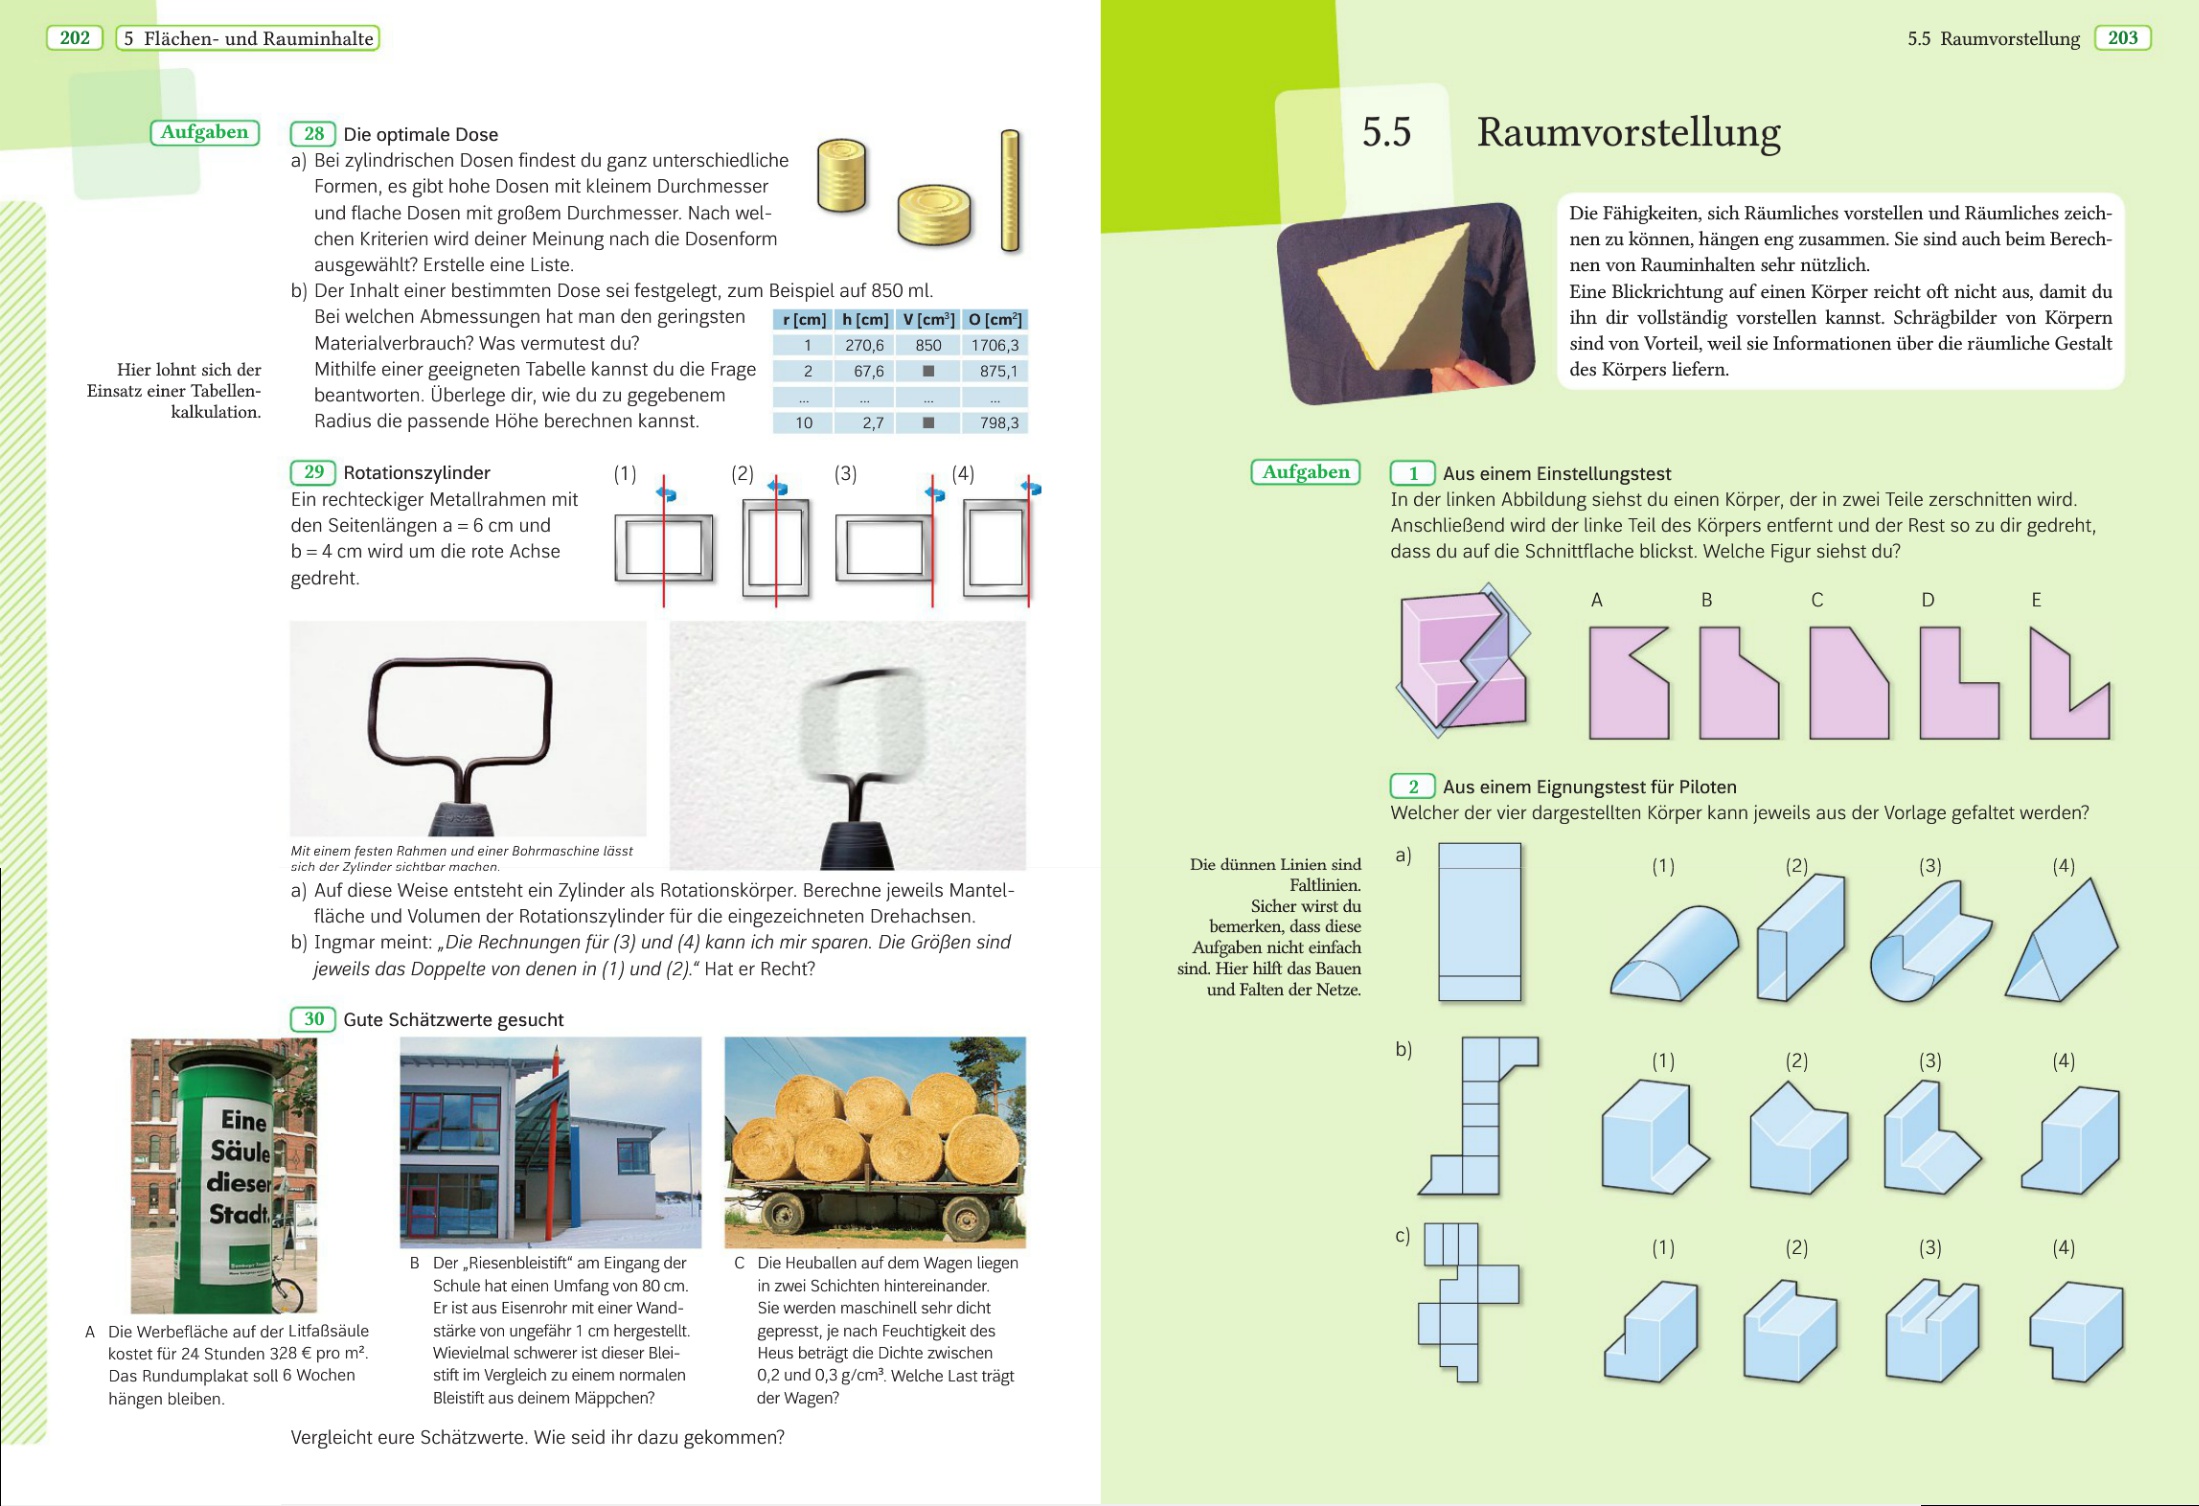 202 5 Flächen- und Rauminhalte
Aufgaben
28 Die optimale Dose
a) Bei zylindrischen Dosen findest du ganz unterschiedliche
Formen, es gibt hohe Dosen mit kleinem Durchmesser
und flache Dosen mit großem Durchmesser. Nach wel-
chen Kriterien wird deiner Meinung nach die Dosenform
ausgewählt? Erstelle eine Liste.
b) Der Inhalt einer bestimmten Dose sei festgelegt, zum Beispiel auf 850 ml.
Bei welchen Abmessungen hat man den geringsten
Materialverbrauch? Was vermutest du?
Mithilfe einer geeigneten Tabelle kannst du die Frage
beantworten. Überlege dir, wie du zu gegebenem
Radius die passende Höhe berechnen kannst.
r [cm] h [cm] V [cm³] O [cm²]
1 270,6 850 1706,3
2 67,6 ■ 875,1
... ... ... ...
10 2,7 ■ 798,3
Hier lohnt sich der
Einsatz einer Tabellen-
kalkulation.
29 Rotationszylinder
Ein rechteckiger Metallrahmen mit
den Seitenlängen a = 6 cm und
b = 4 cm wird um die rote Achse
gedreht.
(1) (2) (3) (4)
Mit einem festen Rahmen und einer Bohrmaschine lässt
sich der Zylinder sichtbar machen.
a) Auf diese Weise entsteht ein Zylinder als Rotationskörper. Berechne jeweils Mantel-
fläche und Volumen der Rotationszylinder für die eingezeichneten Drehachsen.
b) Ingmar meint: „Die Rechnungen für (3) und (4) kann ich mir sparen. Die Größen sind
jeweils das Doppelte von denen in (1) und (2).“ Hat er Recht?
30 Gute Schätzwerte gesucht
Eine
Säule
dieser
Stadt.
A Die Werbefläche auf der Litfaßsäule
kostet für 24 Stunden 328 € pro m².
Das Rundumplakat soll 6 Wochen
hängen bleiben.
B Der „Riesenbleistift“ am Eingang der
Schule hat einen Umfang von 80 cm.
Er ist aus Eisenrohr mit einer Wand-
stärke von ungefähr 1 cm hergestellt.
Wievielmal schwerer ist dieser Blei-
stift im Vergleich zu einem normalen
Bleistift aus deinem Mäppchen?
C Die Heuballen auf dem Wagen liegen
in zwei Schichten hintereinander.
Sie werden maschinell sehr dicht
gepresst, je nach Feuchtigkeit des
Heus beträgt die Dichte zwischen
0,2 und 0,3 g/cm³. Welche Last trägt
der Wagen?
Vergleicht eure Schätzwerte. Wie seid ihr dazu gekommen?
5.5 Raumvorstellung 203
5.5 Raumvorstellung
Die Fähigkeiten, sich Räumliches vorstellen und Räumliches zeich-
nen zu können, hängen eng zusammen. Sie sind auch beim Berech-
nen von Rauminhalten sehr nützlich.
Eine Blickrichtung auf einen Körper reicht oft nicht aus, damit du
ihn dir vollständig vorstellen kannst. Schrägbilder von Körpern
sind von Vorteil, weil sie Informationen über die räumliche Gestalt
des Körpers liefern.
Aufgaben
1 Aus einem Einstellungstest
In der linken Abbildung siehst du einen Körper, der in zwei Teile zerschnitten wird.
Anschließend wird der linke Teil des Körpers entfernt und der Rest so zu dir gedreht,
dass du auf die Schnittflache blickst. Welche Figur siehst du?
A B C D E
2 Aus einem Eignungstest für Piloten
Welcher der vier dargestellten Körper kann jeweils aus der Vorlage gefaltet werden?
Die dünnen Linien sind
Faltlinien.
Sicher wirst du
bemerken, dass diese
Aufgaben nicht einfach
sind. Hier hilft das Bauen
und Falten der Netze.
a) (1) (2) (3) (4)
b) (1) (2) (3) (4)
c) (1) (2) (3) (4)